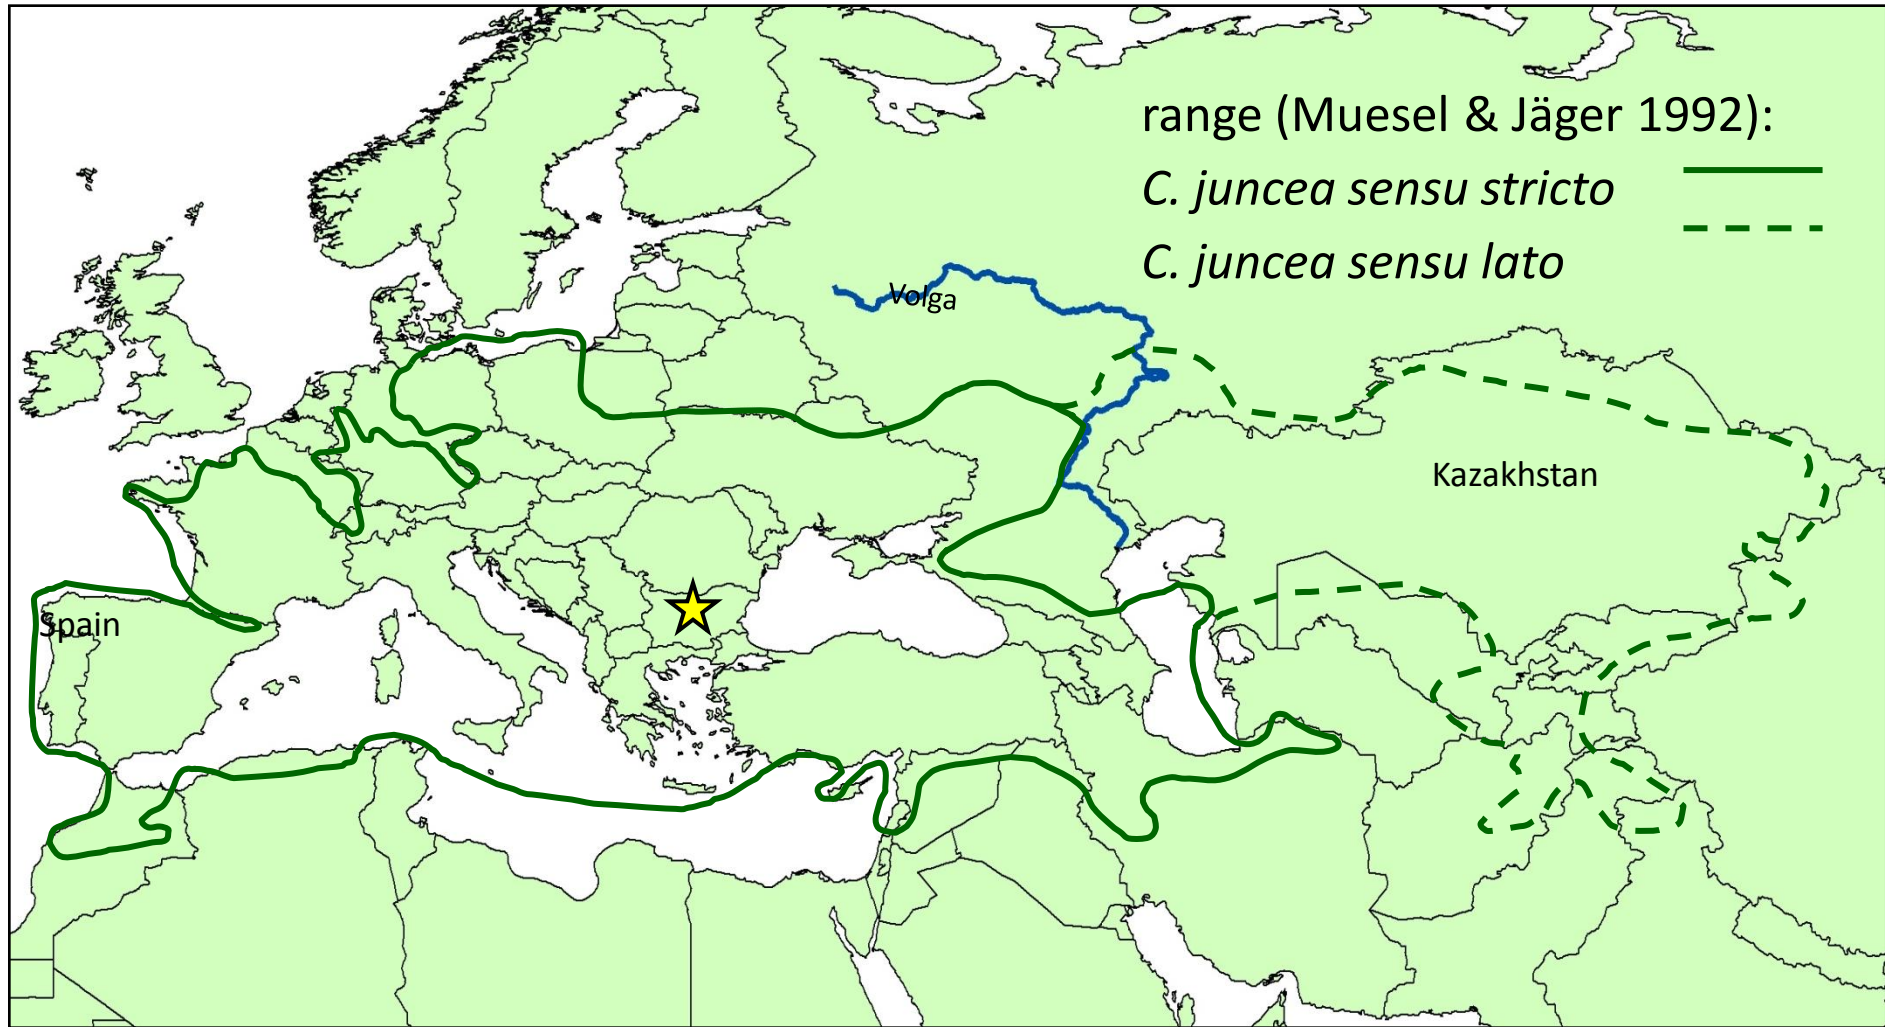 range (Muesel & Jäger 1992):
C. juncea sensu stricto
C. juncea sensu lato
Volga
Kazakhstan
Spain